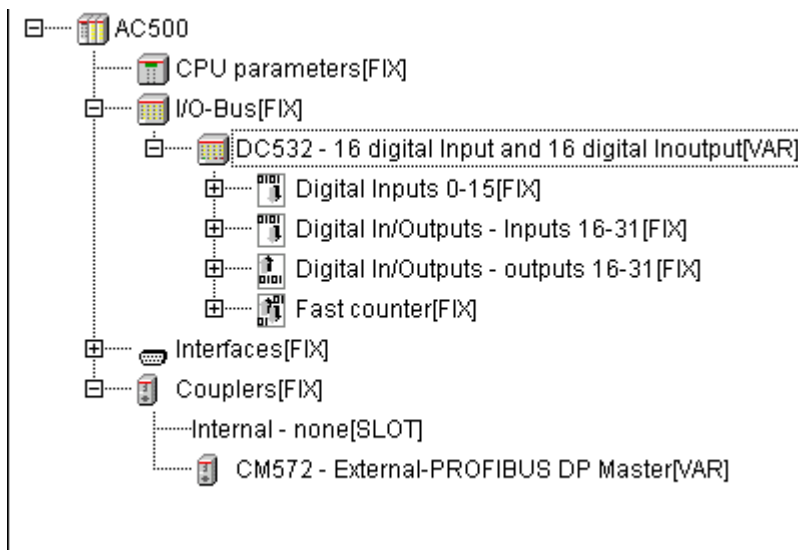 AC500
CPU parameters[FIX]
I/O-Bus[FIX]
DC532 - 16 digital Input and 16 digital Inoutput[VAR]
Digital Inputs 0-15[FIX]
Digital In/Outputs - Inputs 16-31[FIX]
Digital In/Outputs - outputs 16-31[FIX]
Fast counter[FIX]
Interfaces[FIX]
Couplers[FIX]
Internal - none[SLOT]
CM572 - External-PROFIBUS DP Master[VAR]